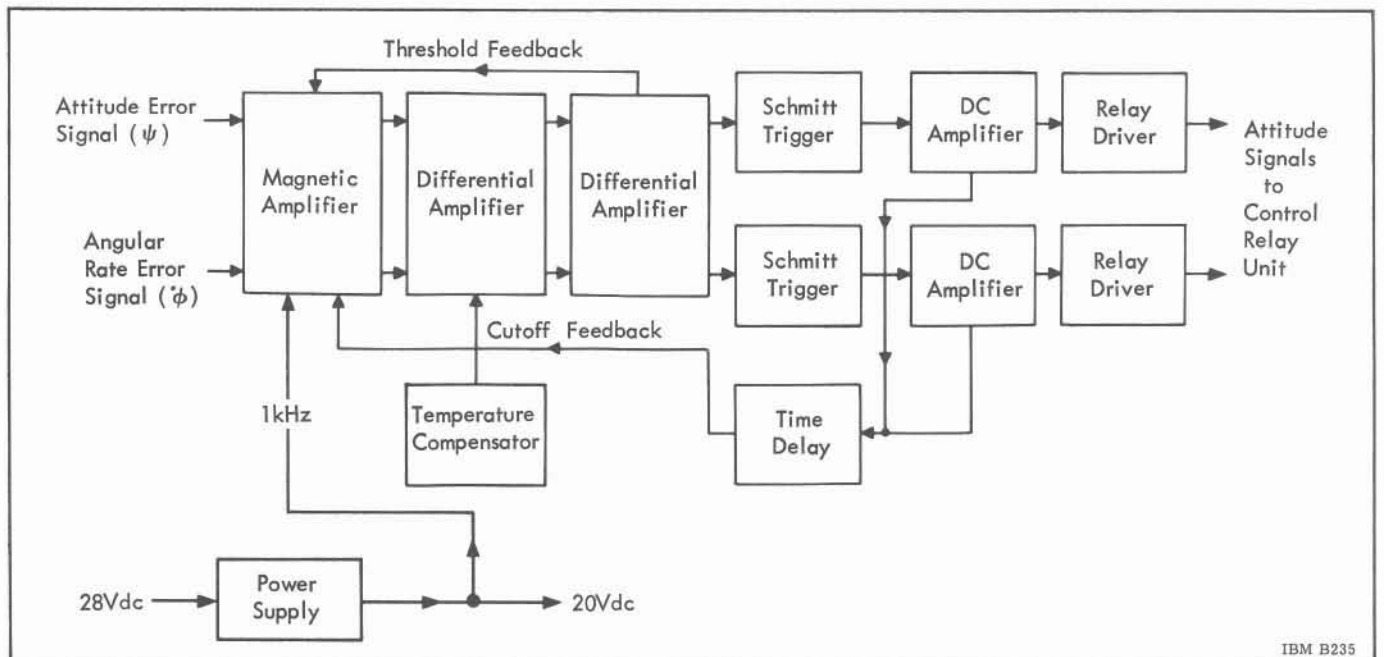 Threshold Feedback
Attitude Error
Signal (ψ)
Angular
Rate Error
Signal (φ̇)
Magnetic
Amplifier
Differential
Amplifier
Differential
Amplifier
Schmitt
Trigger
DC
Amplifier
Relay
Driver
Schmitt
Trigger
DC
Amplifier
Relay
Driver
Attitude
Signals
to
Control
Relay
Unit
Cutoff Feedback
1kHz
Temperature
Compensator
Time
Delay
28Vdc
Power
Supply
20Vdc
IBM B235